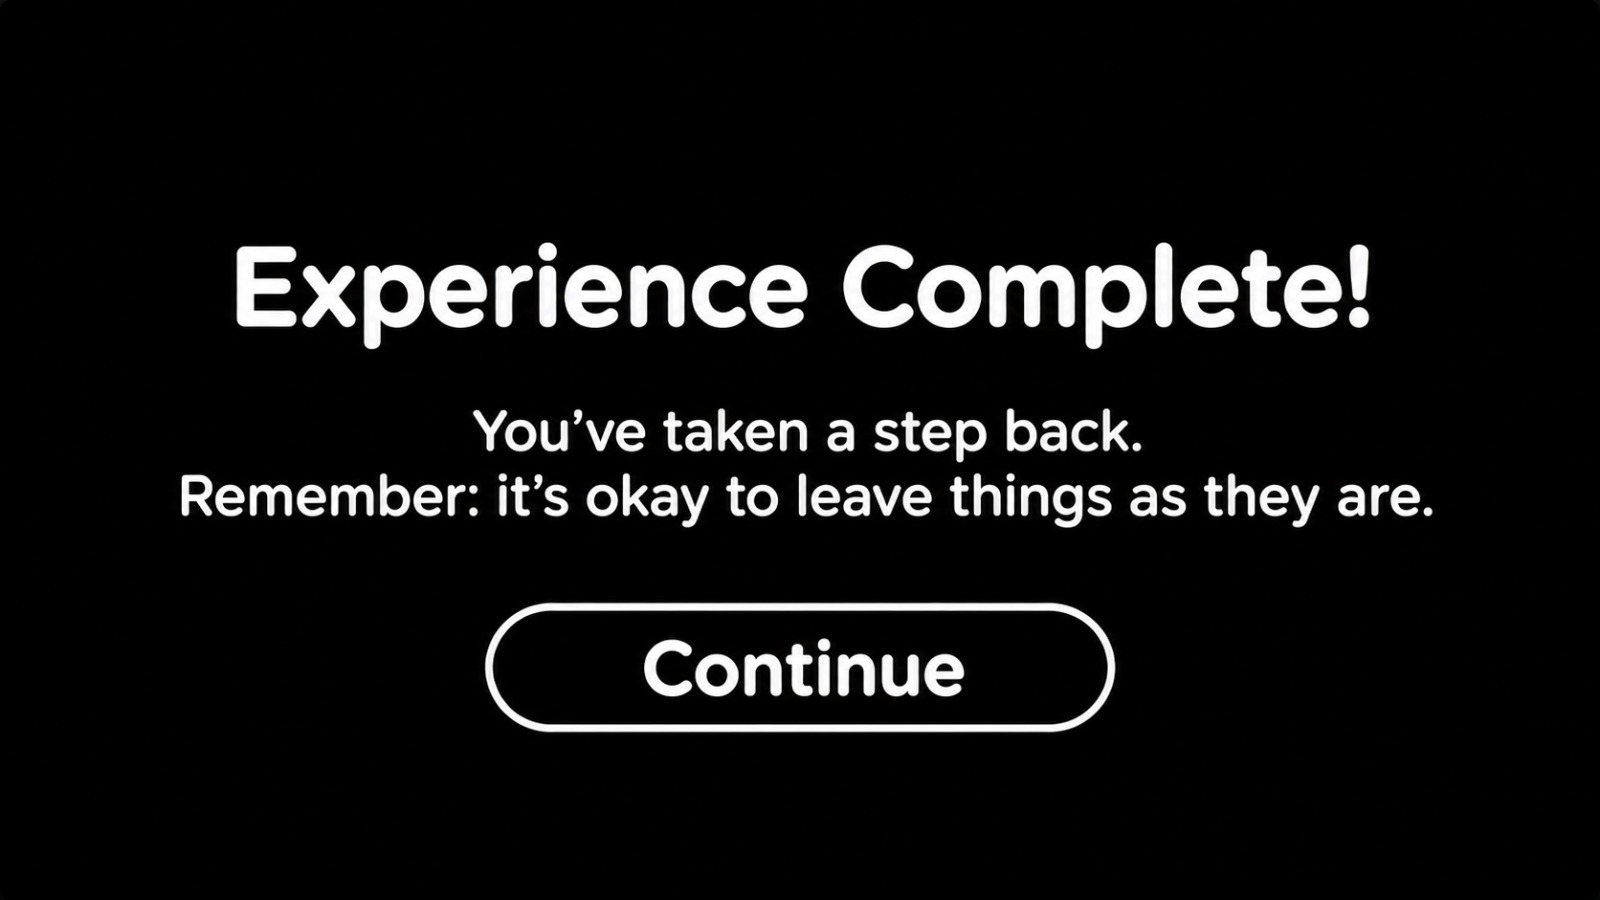 Experience Complete!
You’ve taken a step back.
Remember: it’s okay to leave things as they are.
Continue